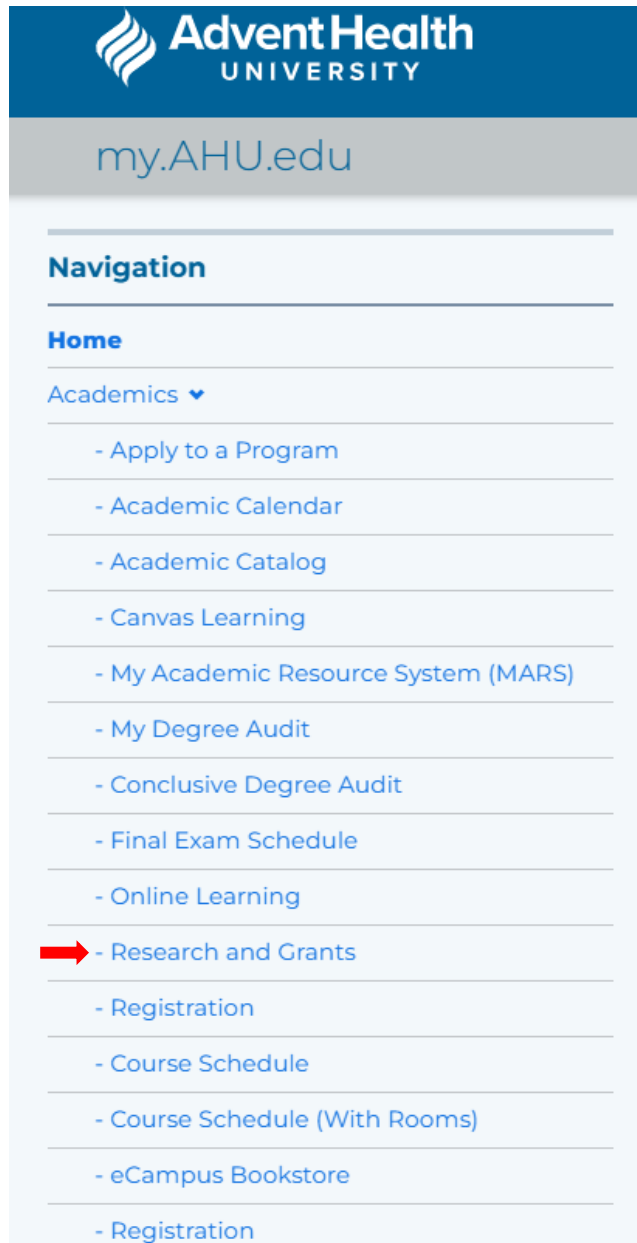 AdventHealth
UNIVERSITY
my.AHU.edu
Navigation
Home
Academics
- Apply to a Program
- Academic Calendar
- Academic Catalog
- Canvas Learning
- My Academic Resource System (MARS)
- My Degree Audit
- Conclusive Degree Audit
- Final Exam Schedule
- Online Learning
- Research and Grants
- Registration
- Course Schedule
- Course Schedule (With Rooms)
- eCampus Bookstore
- Registration